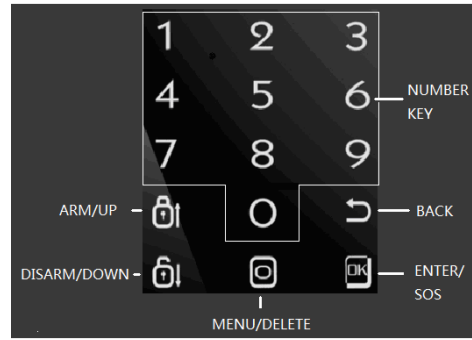 1 2 3
4 5 6
NUMBER
KEY
7 8 9
ARM/UP
0
BACK
DISARM/DOWN
OK
ENTER/
SOS
MENU/DELETE